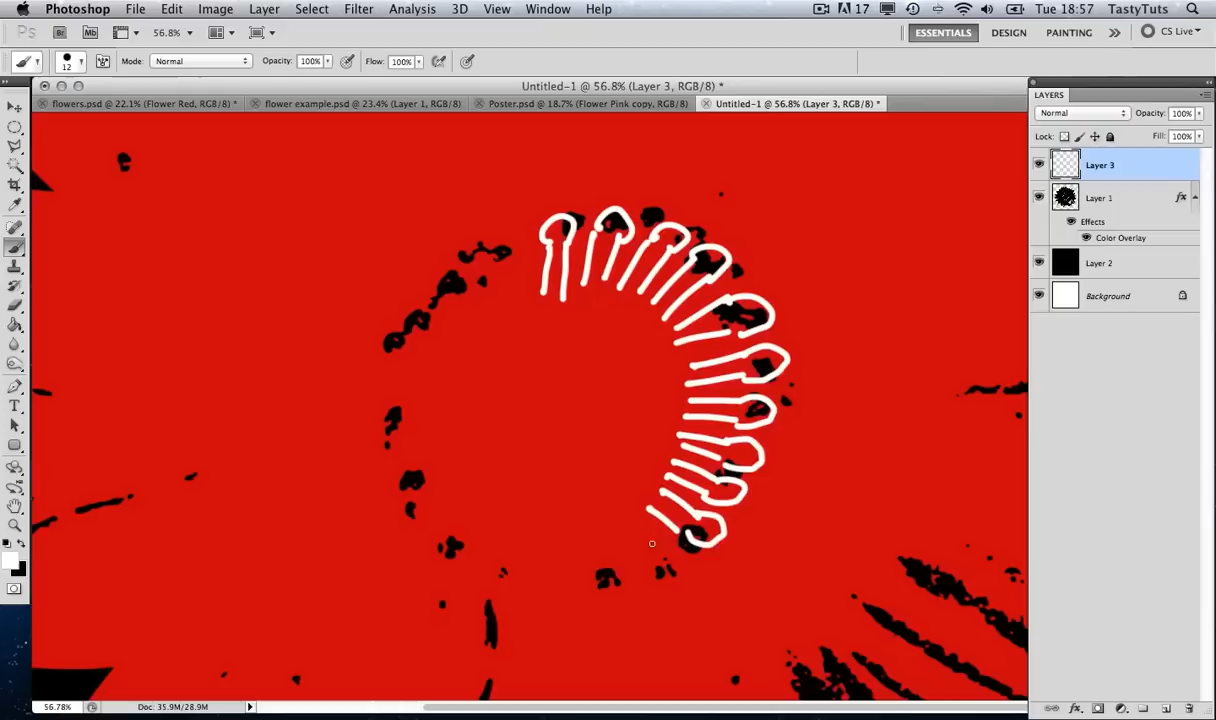 Photoshop File Edit Image Layer Select Filter Analysis 3D View Window Help A 17 Tue 18:57 TastyTuts
Ps Br Mb 56.8% ESSENTIALS DESIGN PAINTING CS Live
12 Mode: Normal Opacity: 100% Flow: 100%
Untitled-1 @ 56.8% (Layer 3, RGB/8) *
flowers.psd @ 22.1% (Flower Red, RGB/8) * flower example.psd @ 23.4% (Layer 1, RGB/8) Poster.psd @ 18.7% (Flower Pink copy, RGB/8) Untitled-1 @ 56.8% (Layer 3, RGB/8) *
LAYERS
Normal Opacity: 100%
Lock: Fill: 100%
Layer 3
Layer 1 fx
Effects
Color Overlay
Layer 2
Background
56.78% Doc: 35.9M/28.9M